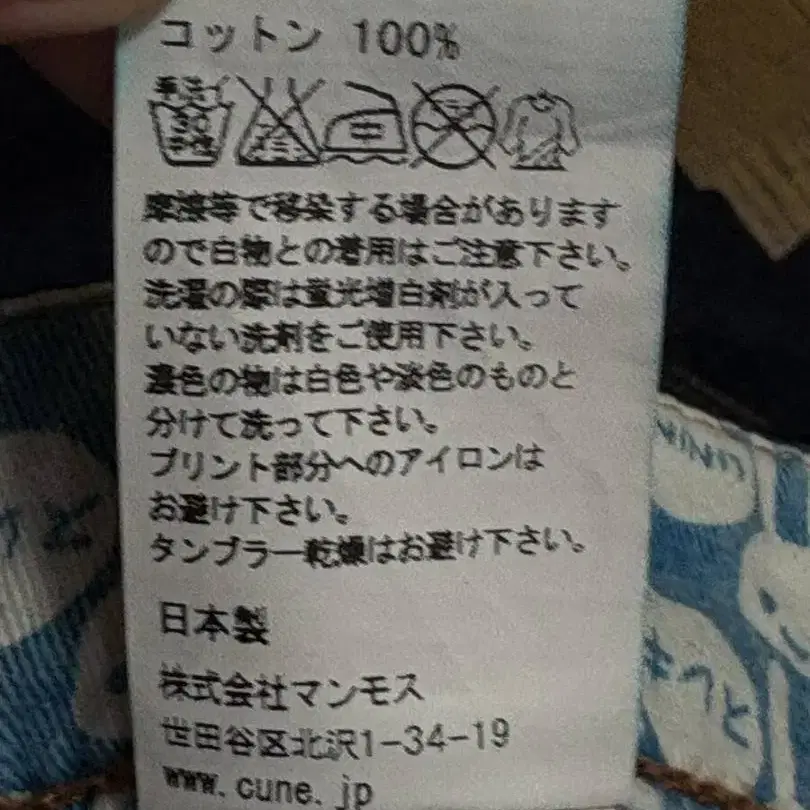 コットン 100%
手洗イ
摩擦等で移染する場合があります
ので白物との着用はご注意下さい。
洗濯の際は蛍光増白剤が入って
いない洗剤をご使用下さい。
濃色の物は白色や淡色のものと
分けて洗って下さい。
プリント部分へのアイロンは
お避け下さい。
タンブラー乾燥はお避け下さい。
日本製
株式会社マンモス
世田谷区北沢1-34-19
www.cune.jp